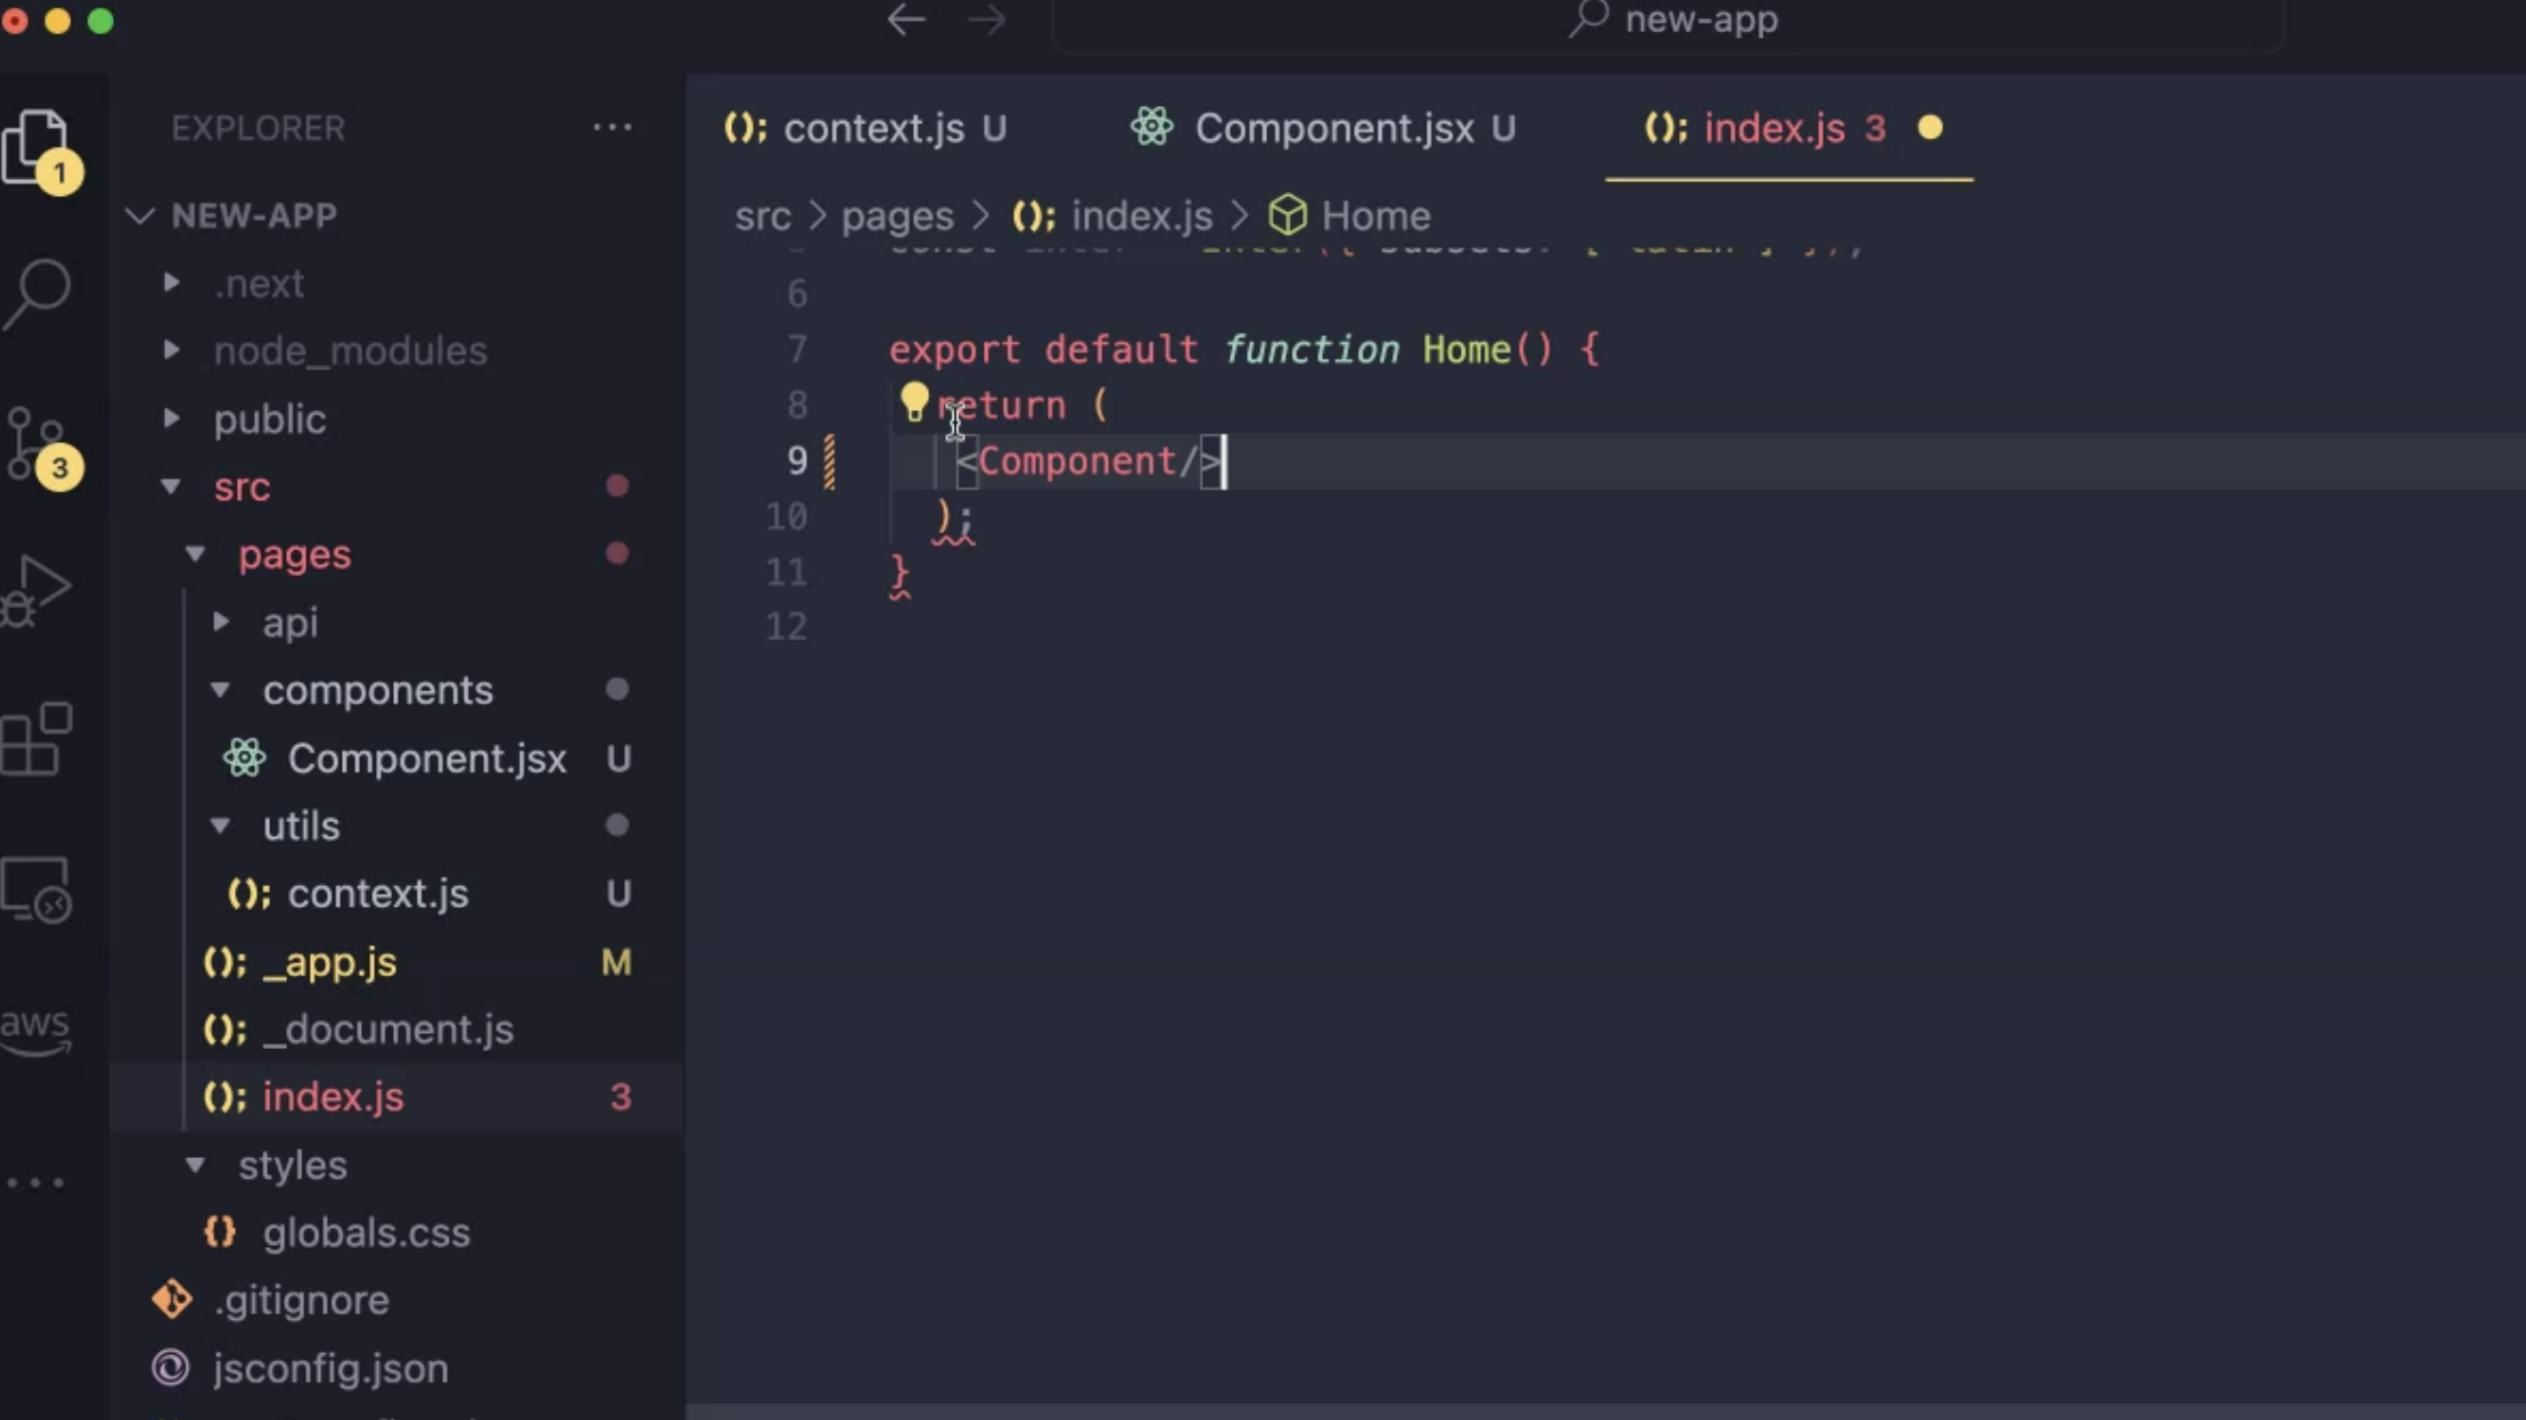 new-app
EXPLORER
context.js U
Component.jsx U
index.js 3
1
NEW-APP
src > pages > index.js > Home
.next
6
node_modules
7 export default function Home() {
public
8 return (
3
src
9 <Component/>
10 );
pages
11 }
api
12
components
Component.jsx U
utils
context.js U
_app.js M
aws
_document.js
index.js 3
styles
globals.css
.gitignore
jsconfig.json